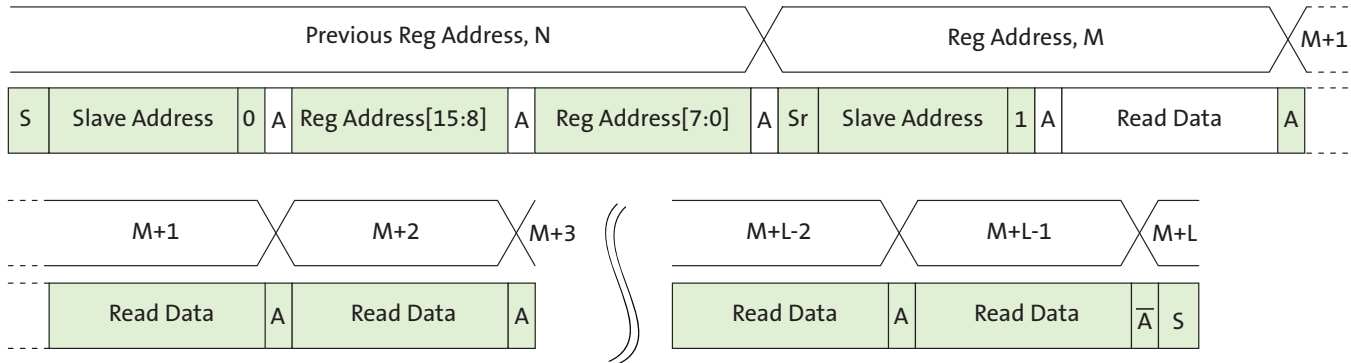 Previous Reg Address, N Reg Address, M M+1
S Slave Address 0 A Reg Address[15:8] A Reg Address[7:0] A Sr Slave Address 1 A Read Data A
M+1 M+2 M+3 M+L-2 M+L-1 M+L
Read Data A Read Data A Read Data A Read Data A̅ S